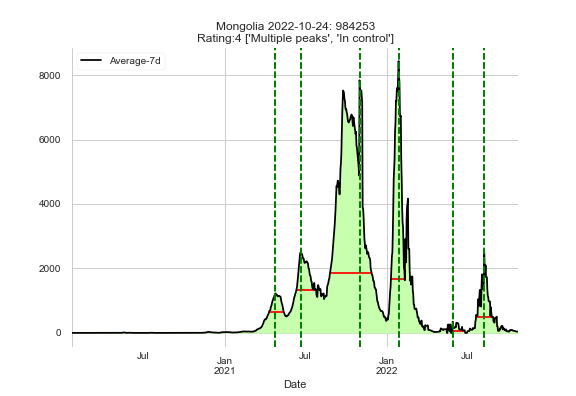 Mongolia 2022-10-24: 984253
Rating:4 ['Multiple peaks', 'In control']
Average-7d
8000
6000
4000
2000
0
Jul Jan Jul Jan Jul
2021 2022
Date